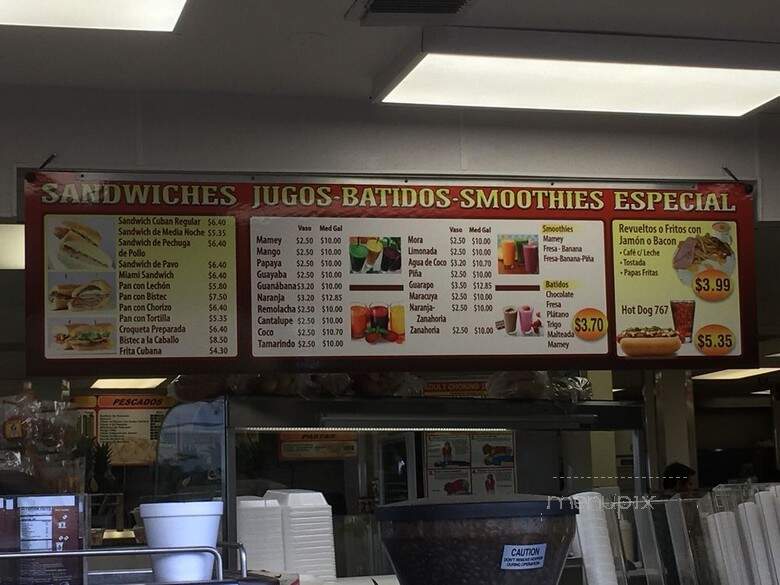 SANDWICHES JUGOS-BATIDOS-SMOOTHIES ESPECIAL
Sandwich Cuban Regular $6.40
Sandwich de Media Noche $5.35
Sandwich de Pechuga $6.40
de Pollo
Sandwich de Pavo $6.40
Miami Sandwich $6.40
Pan con Lechón $5.80
Pan con Bistec $7.50
Pan con Chorizo $6.40
Pan con Tortilla $5.35
Croqueta Preparada $6.40
Bistec a la Caballo $8.50
Frita Cubana $4.30
Vaso Med Gal
Mamey $2.50 $10.00
Mango $2.50 $10.00
Papaya $2.50 $10.00
Guayaba $2.50 $10.00
Guanábana $3.20 $10.00
Naranja $3.20 $12.85
Remolacha $2.50 $10.00
Cantalupe $2.50 $10.00
Coco $2.50 $10.70
Tamarindo $2.50 $10.00
Vaso Med Gal
Mora $2.50 $10.00
Limonada $2.50 $10.00
Agua de Coco $3.20 $10.70
Piña $2.50 $10.00
Guarapo $3.50 $12.85
Maracuya $2.50 $10.00
Naranja- $2.50 $10.00
Zanahoria
Zanahoria $2.50 $10.00
Smoothies
Mamey
Fresa - Banana
Fresa-Banana-Piña
Batidos
Chocolate
Fresa
Plátano
Trigo
Malteada
Mamey
$3.70
Revueltos o Fritos con
Jamón o Bacon
• Café c/ Leche
• Tostada
• Papas Fritas
$3.99
Hot Dog 767
$5.35
PESCADOS
CAUTION
menupix